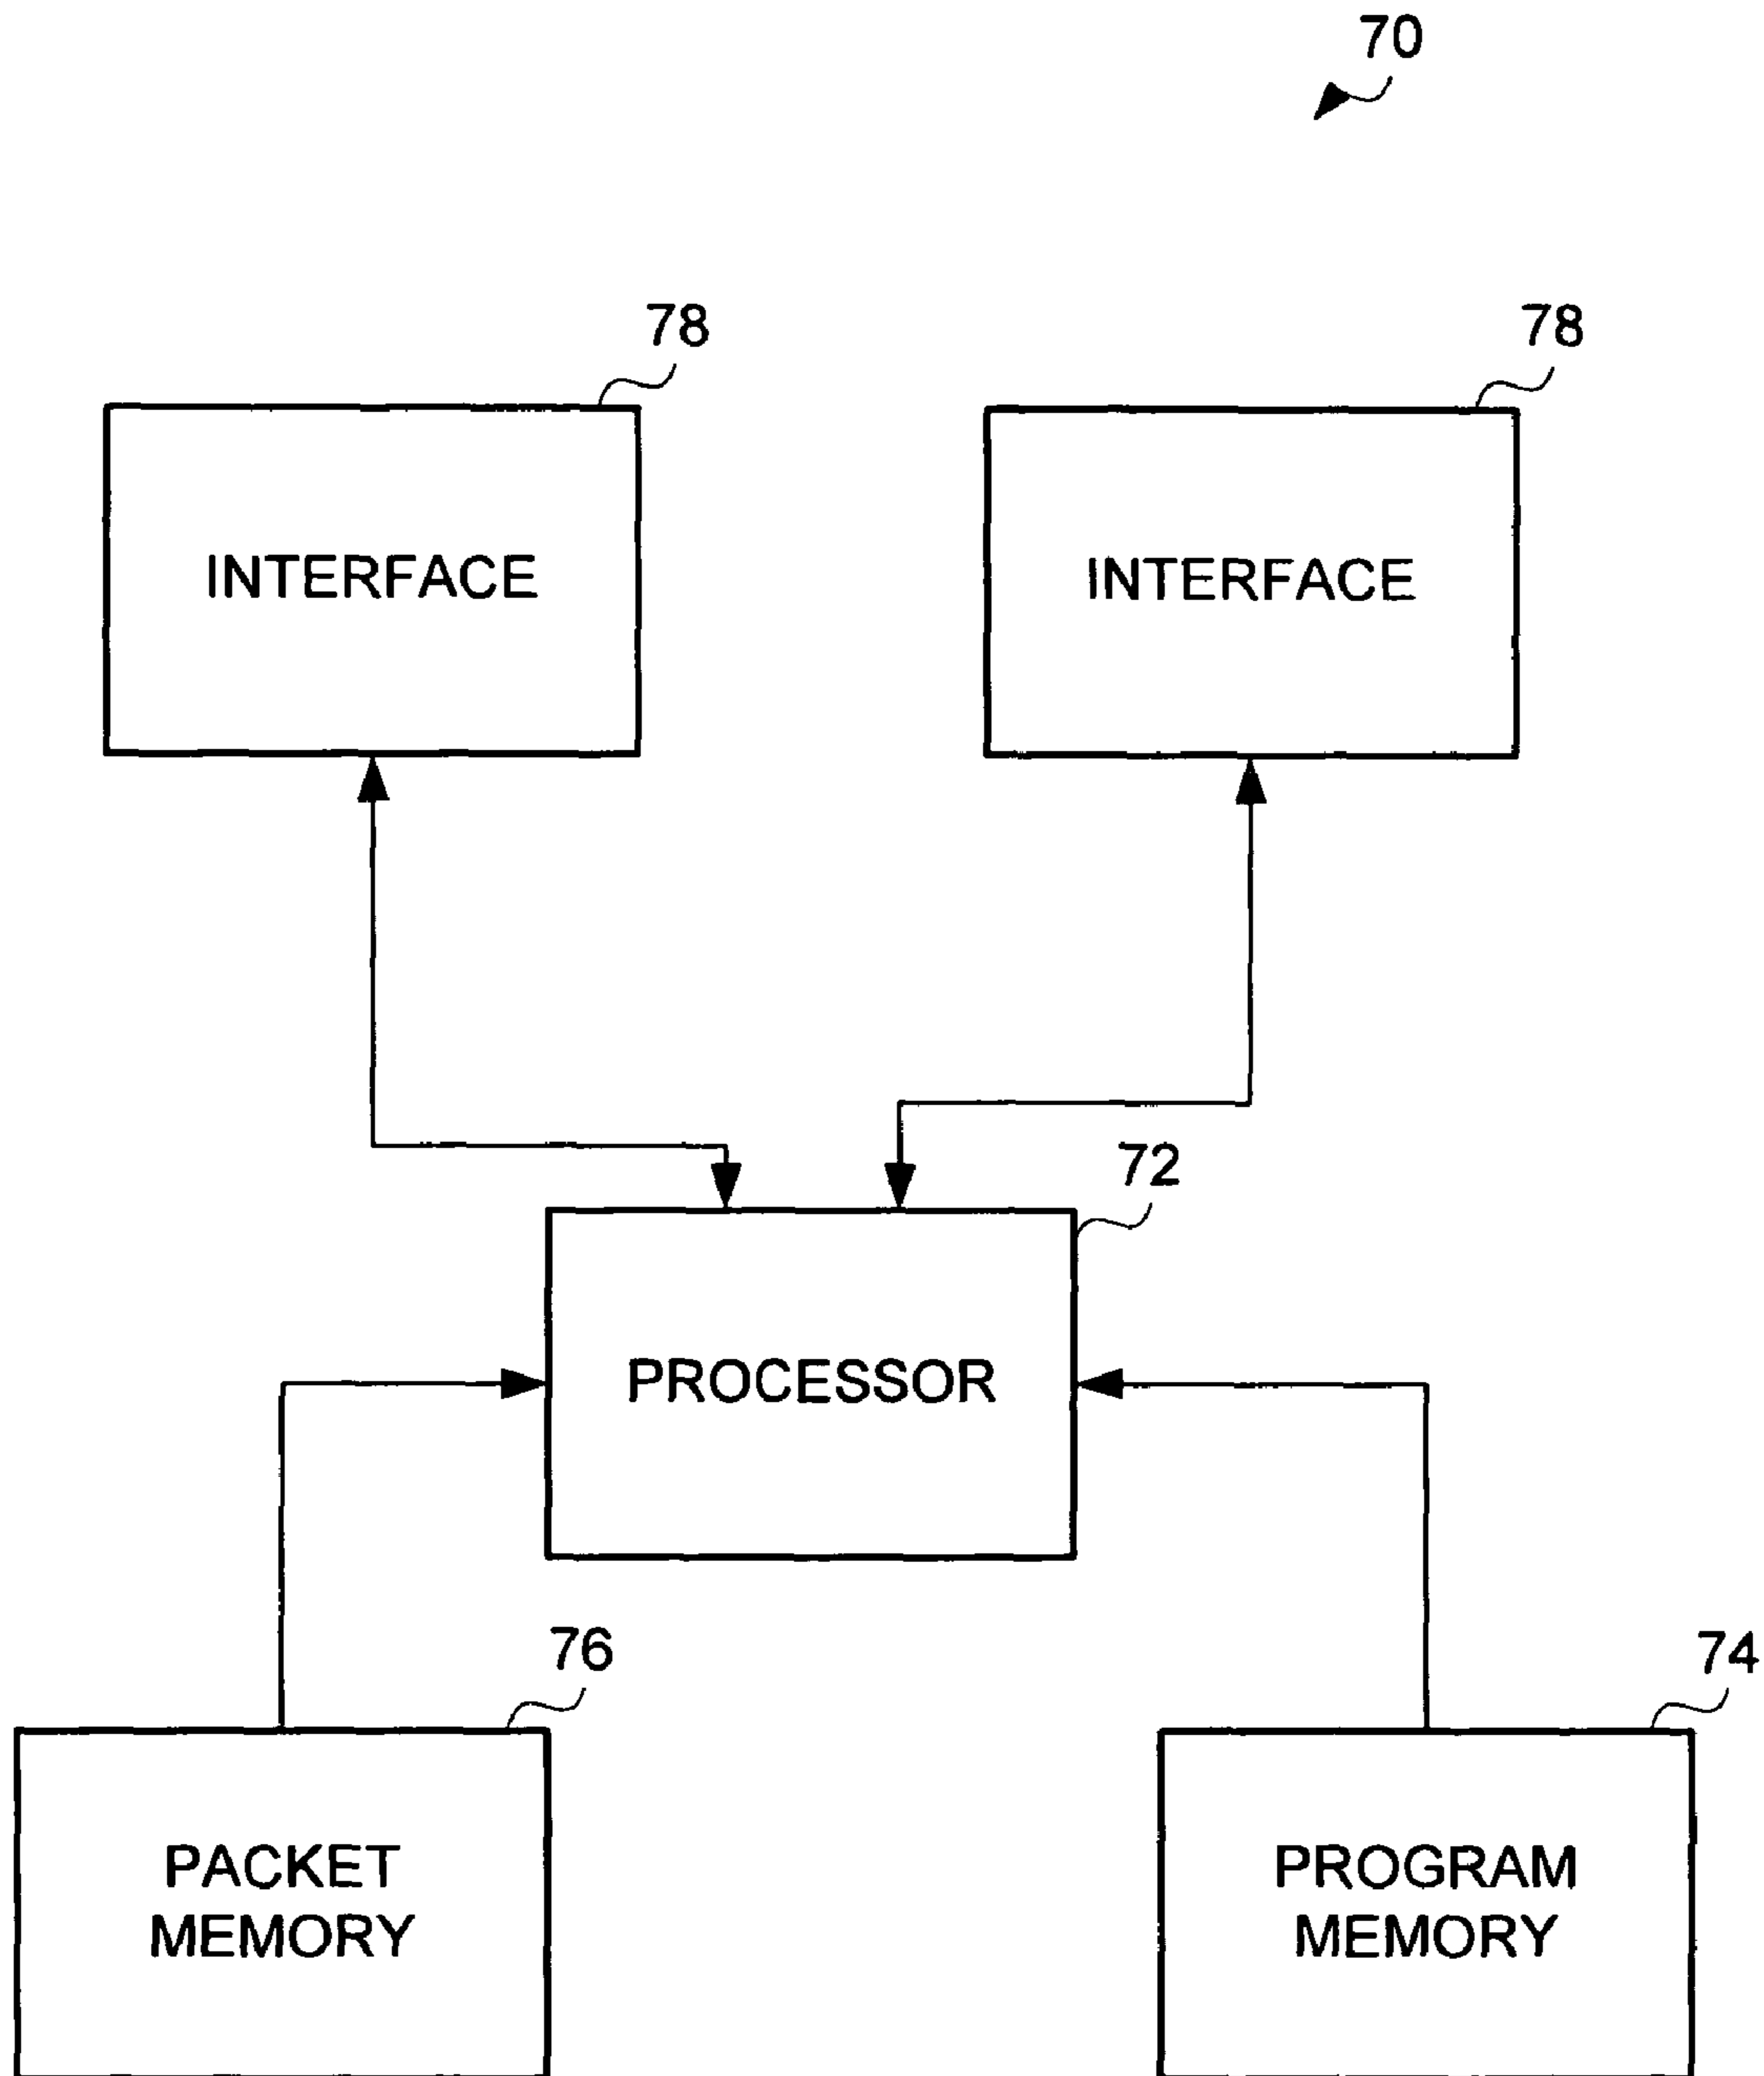 70
78
78
INTERFACE
INTERFACE
72
PROCESSOR
76
74
PACKET
MEMORY
PROGRAM
MEMORY